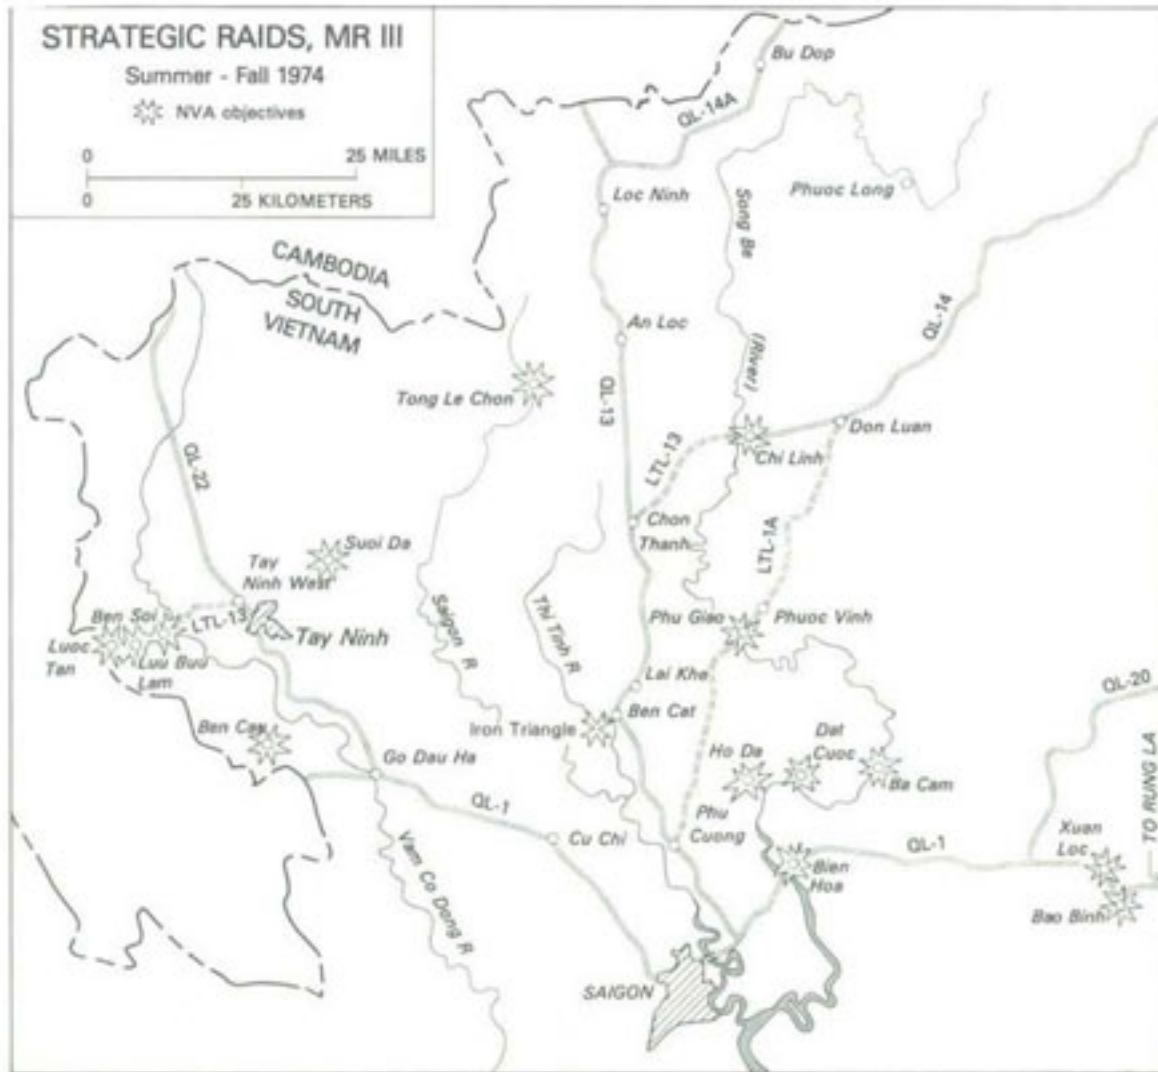 STRATEGIC RAIDS, MR III
Summer - Fall 1974
NVA objectives
0 25 MILES
0 25 KILOMETERS
CAMBODIA
SOUTH
VIETNAM
Bu Dop
QL-14A
Loc Ninh
Song Be
(River)
Phuoc Long
An Loc
QL-14
QL-13
Tong Le Chon
LTL-13
Chi Linh
Don Luan
QL-22
Chon
Thanh
LTL-1A
Suoi Da
Tay
Ninh West
Ben Soi
LTL-13
Tay Ninh
Luoc
Tan
Luu Buu
Lam
Saigon R
Thi Tinh R
Phu Giao
Phuoc Vinh
Lai Khe
Ben Cat
Iron Triangle
QL-20
Ben Cau
Go Dau Ha
Ho Da
Dat
Cuoc
Ba Cam
QL-1
Cu Chi
Phu
Cuong
Vam Co Dong R
Bien
Hoa
QL-1
Xuan
Loc
TO RUNG LA
Bao Binh
SAIGON